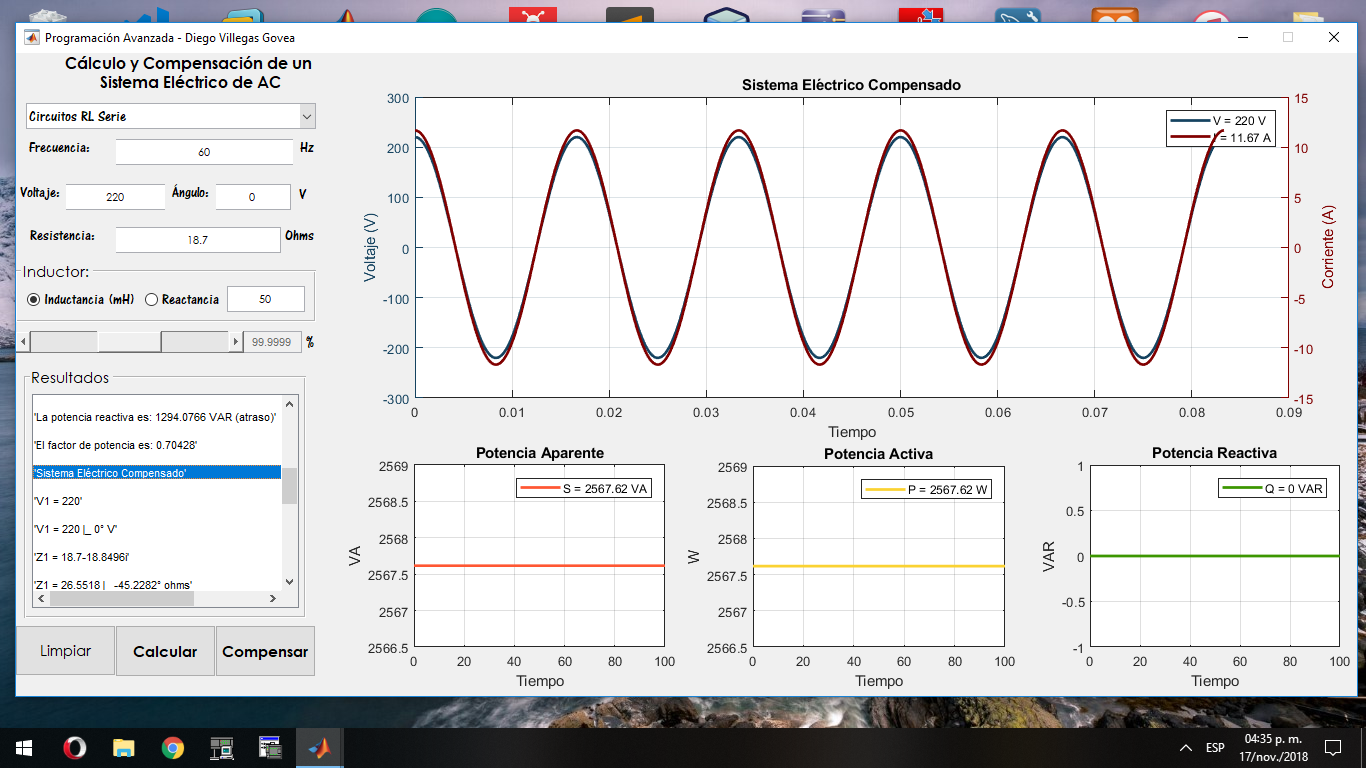 Programación Avanzada - Diego Villegas Govea
Cálculo y Compensación de un
Sistema Eléctrico de AC
Circuitos RL Serie
Frecuencia: 60 Hz
Voltaje: 220 Ángulo: 0 V
Resistencia: 18.7 Ohms
Inductor:
Inductancia (mH) Reactancia 50
99.9999 %
Resultados
'La potencia reactiva es: 1294.0766 VAR (atraso)'
'El factor de potencia es: 0.70428'
'Sistema Eléctrico Compensado'
'V1 = 220'
'V1 = 220 |_ 0° V'
'Z1 = 18.7-18.8496i'
'Z1 = 26.5518 |_ -45.2282° ohms'
Limpiar Calcular Compensar
Sistema Eléctrico Compensado
V = 220 V
I = 11.67 A
300 200 100 0 -100 -200 -300
Voltaje (V)
15 10 5 0 -5 -10 -15
Corriente (A)
0 0.01 0.02 0.03 0.04 0.05 0.06 0.07 0.08 0.09
Tiempo
Potencia Aparente
S = 2567.62 VA
2569 2568.5 2568 2567.5 2567 2566.5
VA
0 20 40 60 80 100
Tiempo
Potencia Activa
P = 2567.62 W
2569 2568.5 2568 2567.5 2567 2566.5
W
0 20 40 60 80 100
Tiempo
Potencia Reactiva
Q = 0 VAR
1 0.5 0 -0.5 -1
VAR
0 20 40 60 80 100
Tiempo
ESP
04:35 p. m.
17/nov./2018